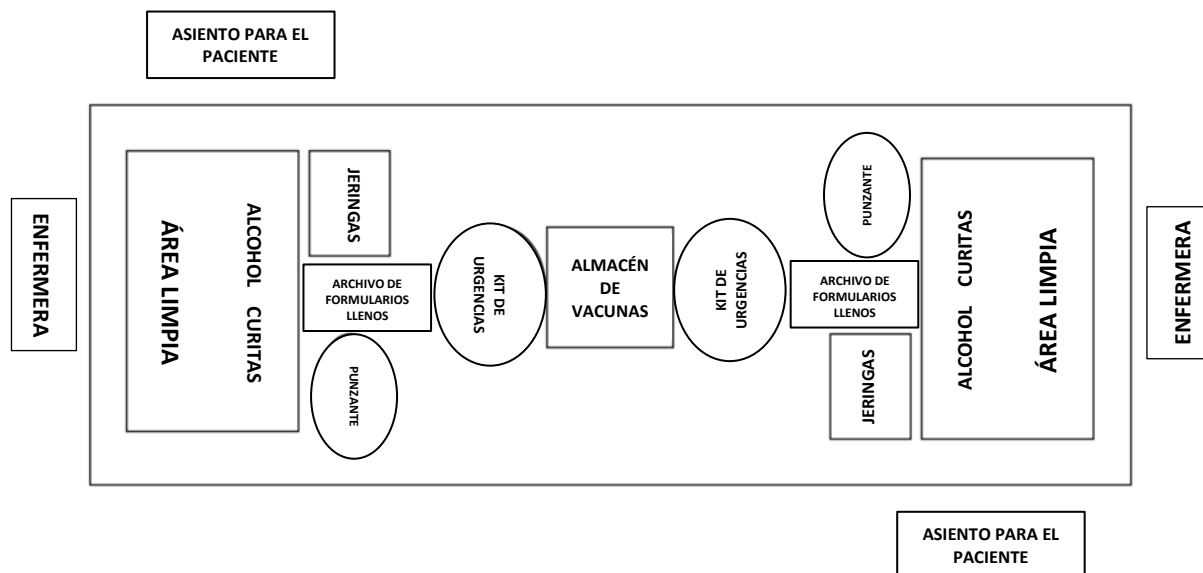 ASIENTO PARA EL
PACIENTE
ENFERMERA
ÁREA LIMPIA
ALCOHOL CURITAS
JERINGAS
ARCHIVO DE
FORMULARIOS
LLENOS
PUNZANTE
KIT DE
URGENCIAS
ALMACÉN
DE
VACUNAS
KIT DE
URGENCIAS
PUNZANTE
ARCHIVO DE
FORMULARIOS
LLENOS
JERINGAS
ALCOHOL CURITAS
ÁREA LIMPIA
ENFERMERA
ASIENTO PARA EL
PACIENTE